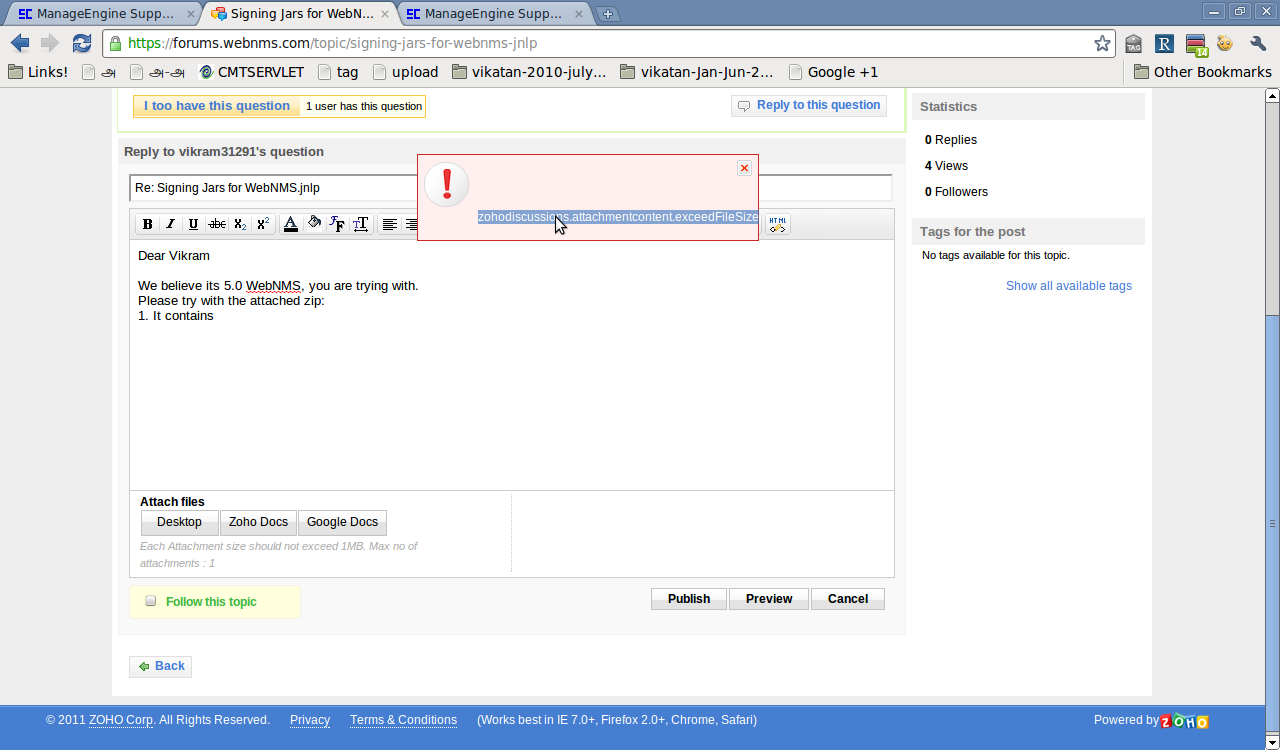 ManageEngine Supp...
Signing Jars for WebN...
ManageEngine Supp...
https://forums.webnms.com/topic/signing-jars-for-webnms-jnlp
TAG
R
14
Links!
அ
அ-அ
CMTSERVLET
tag
upload
vikatan-2010-july,...
vikatan-Jan-Jun-2...
Google +1
Other Bookmarks
I too have this question
1 user has this question
Reply to this question
Reply to vikram31291's question
Re: Signing Jars for WebNMS.jnlp
zohodiscussions.attachmentcontent.exceedFileSize
B I U abc X2 X2 A HTML
Dear Vikram
We believe its 5.0 WebNMS, you are trying with.
Please try with the attached zip:
1. It contains
Attach files
Desktop
Zoho Docs
Google Docs
Each Attachment size should not exceed 1MB. Max no of
attachments : 1
Follow this topic
Publish
Preview
Cancel
Back
Statistics
0 Replies
4 Views
0 Followers
Tags for the post
No tags available for this topic.
Show all available tags
© 2011 ZOHO Corp. All Rights Reserved.
Privacy
Terms & Conditions
(Works best in IE 7.0+, Firefox 2.0+, Chrome, Safari)
Powered by ZOHO